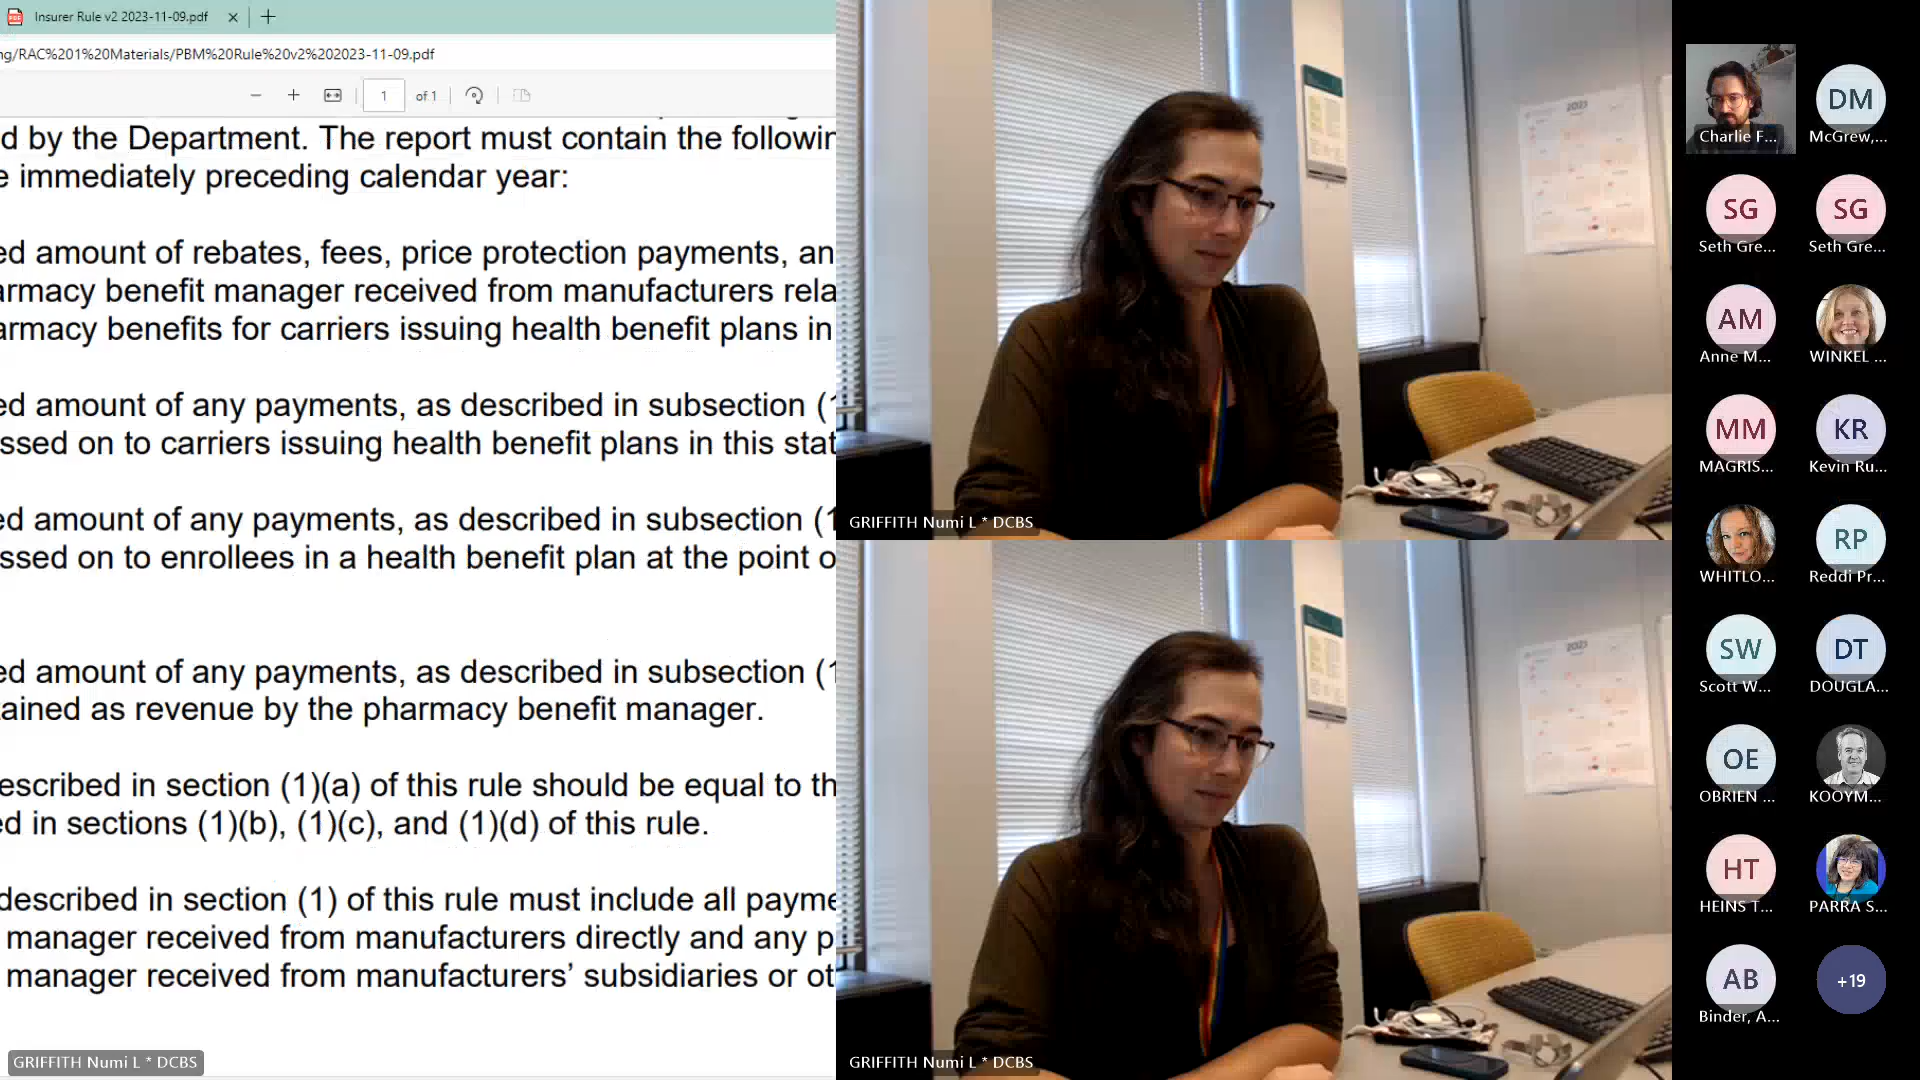 Insurer Rule v2 2023-11-09.pdf
ng/RAC%201%20Materials/PBM%20Rule%20v2%202023-11-09.pdf
1 of 1
d by the Department. The report must contain the followin
e immediately preceding calendar year:
ed amount of rebates, fees, price protection payments, an
armacy benefit manager received from manufacturers rela
armacy benefits for carriers issuing health benefit plans in
ed amount of any payments, as described in subsection (1
ssed on to carriers issuing health benefit plans in this stat
ed amount of any payments, as described in subsection (1
ssed on to enrollees in a health benefit plan at the point o
ed amount of any payments, as described in subsection (1
tained as revenue by the pharmacy benefit manager.
escribed in section (1)(a) of this rule should be equal to th
ed in sections (1)(b), (1)(c), and (1)(d) of this rule.
described in section (1) of this rule must include all payme
manager received from manufacturers directly and any p
manager received from manufacturers’ subsidiaries or ot
GRIFFITH Numi L * DCBS
2023
GRIFFITH Numi L * DCBS
2023
GRIFFITH Numi L * DCBS
Charlie F...
DM
McGrew,...
SG
Seth Gre...
SG
Seth Gre...
AM
Anne M...
WINKEL ...
MM
MAGRIS...
KR
Kevin Ru...
WHITLO...
RP
Reddi Pr...
SW
Scott W...
DT
DOUGLA...
OE
OBRIEN ...
KOOYM...
HT
HEINS T...
PARRA S...
AB
Binder, A...
+19